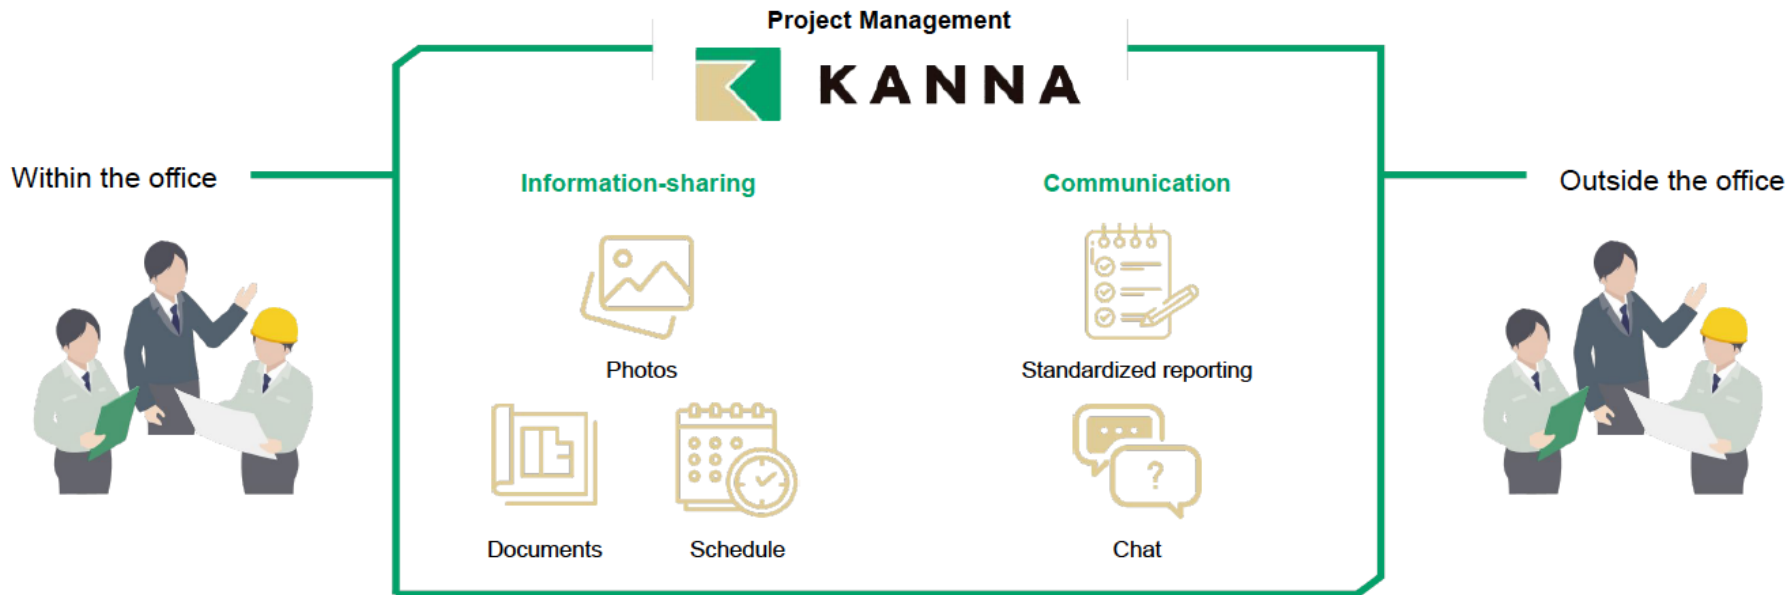 Project Management
KANNA
Within the office
Information-sharing
Communication
Outside the office
Photos
Standardized reporting
?
Documents
Schedule
Chat